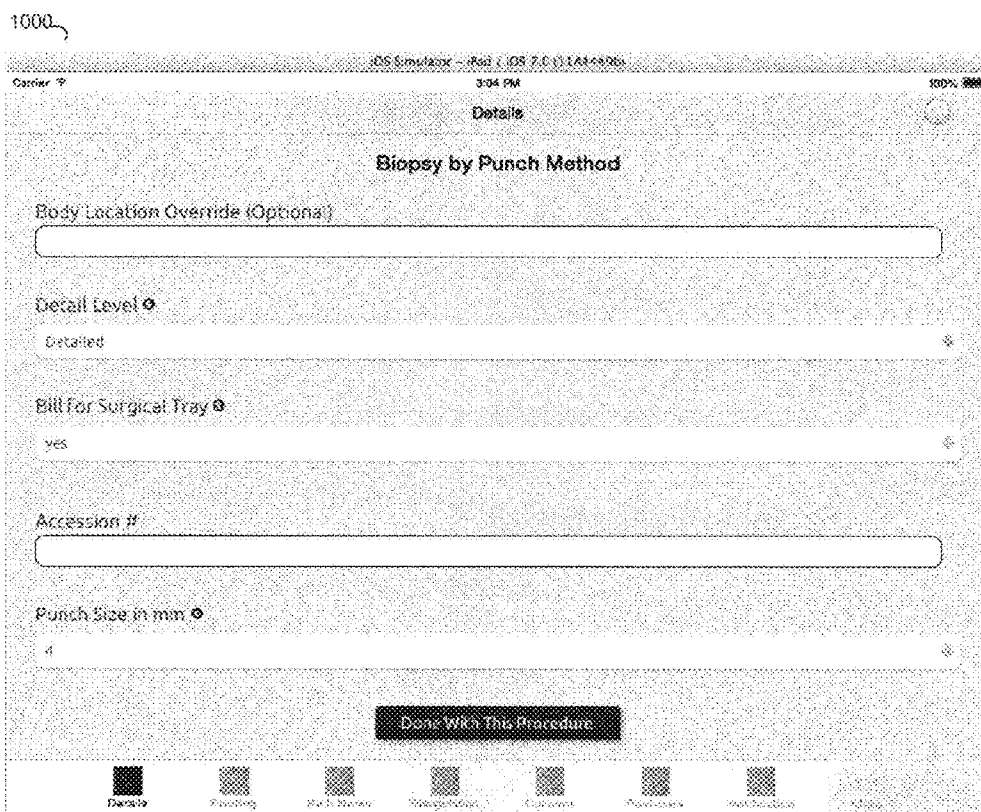 1000
iOS Simulator – iPad / iOS 7.0
Carrier 3:04 PM 100%
Details
Biopsy by Punch Method
Body Location Override (Optional)
Detail Level
Detailed
Bill for Surgical Tray
yes
Accession #
Punch Size in mm
4
Done With This Procedure
Details Path Notes